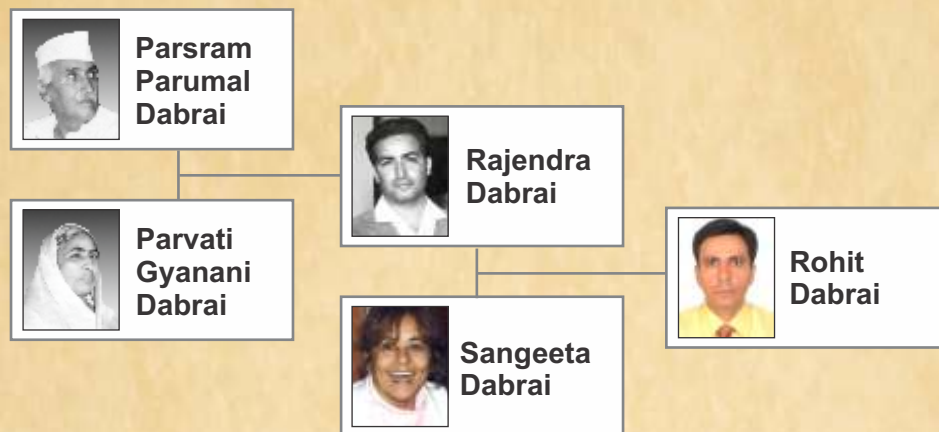 Parsram
Parumal
Dabrai
Rajendra
Dabrai
Parvati
Gyanani
Dabrai
Rohit
Dabrai
Sangeeta
Dabrai